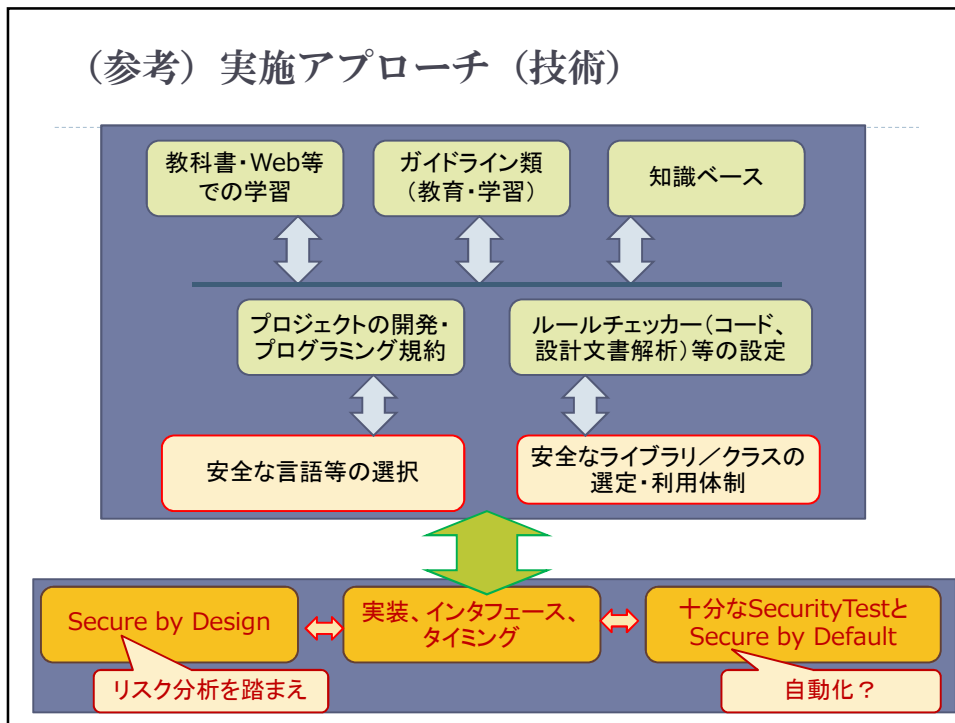 （参考）実施アプローチ（技術）
教科書・Web等
での学習
ガイドライン類
（教育・学習）
知識ベース
プロジェクトの開発・
プログラミング規約
ルールチェッカー（コード、
設計文書解析）等の設定
安全な言語等の選択
安全なライブラリ／クラスの
選定・利用体制
Secure by Design
実装、インタフェース、
タイミング
十分なSecurityTestと
Secure by Default
リスク分析を踏まえ
自動化？